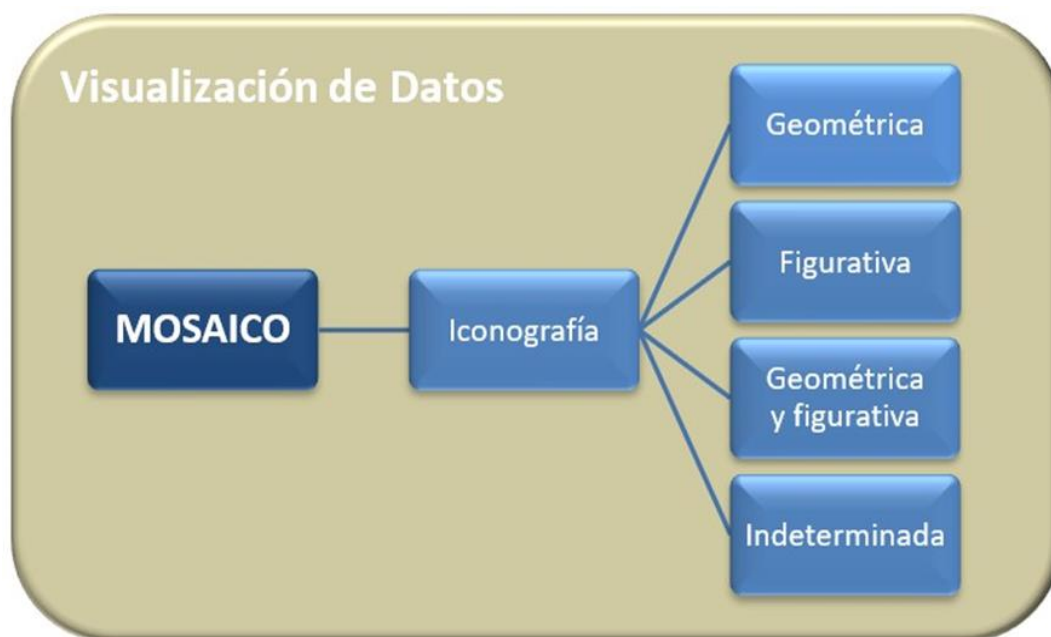 Visualización de Datos
MOSAICO
Iconografía
Geométrica
Figurativa
Geométrica
y figurativa
Indeterminada